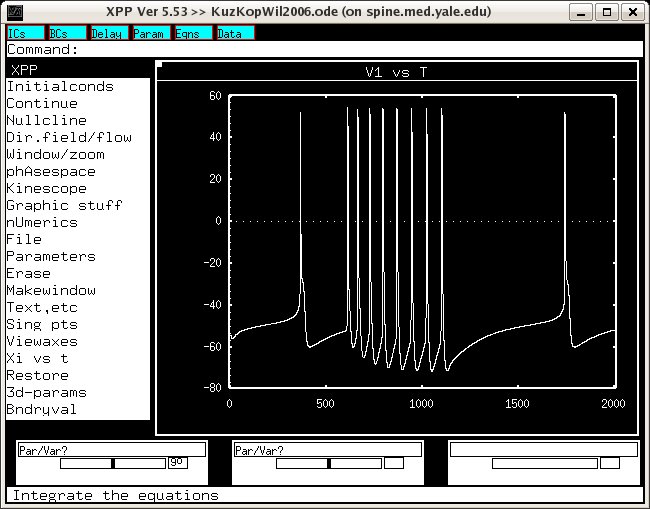 XPP Ver 5.53 >> KuzKopWil2006.ode (on spine.med.yale.edu)
ICs BCs Delay Param Eqns Data
Command:
XPP
V1 vs T
Initialconds
Continue
Nullcline
Dir.field/flow
Window/zoom
phAsespace
Kinescope
Graphic stuff
nUmerics
File
Parameters
Erase
Makewindow
Text,etc
Sing pts
Viewaxes
Xi vs t
Restore
3d-params
Bndryval
60
40
20
0
-20
-40
-60
-80
0 500 1000 1500 2000
Par/Var? Par/Var?
Integrate the equations